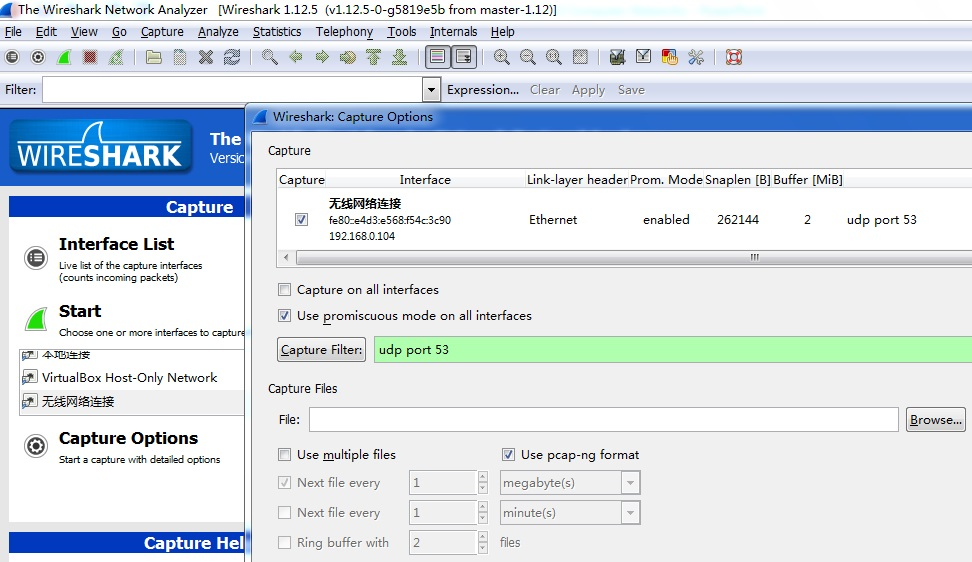 The Wireshark Network Analyzer [Wireshark 1.12.5 (v1.12.5-0-g5819e5b from master-1.12)]
File Edit View Go Capture Analyze Statistics Telephony Tools Internals Help
Filter: Expression... Clear Apply Save
WIRESHARK
The
Versic
Wireshark: Capture Options
Capture
Interface List
Live list of the capture interfaces
(counts incoming packets)
Start
Choose one or more interfaces to capture
本地连接
VirtualBox Host-Only Network
无线网络连接
Capture Options
Start a capture with detailed options
Capture Hel
Capture
Capture Interface Link-layer header Prom. Mode Snaplen [B] Buffer [MiB]
无线网络连接
fe80::e4d3:e568:f54c:3c90
192.168.0.104
Ethernet enabled 262144 2 udp port 53
Capture on all interfaces
Use promiscuous mode on all interfaces
Capture Filter: udp port 53
Capture Files
File: Browse...
Use multiple files Use pcap-ng format
Next file every 1 megabyte(s)
Next file every 1 minute(s)
Ring buffer with 2 files